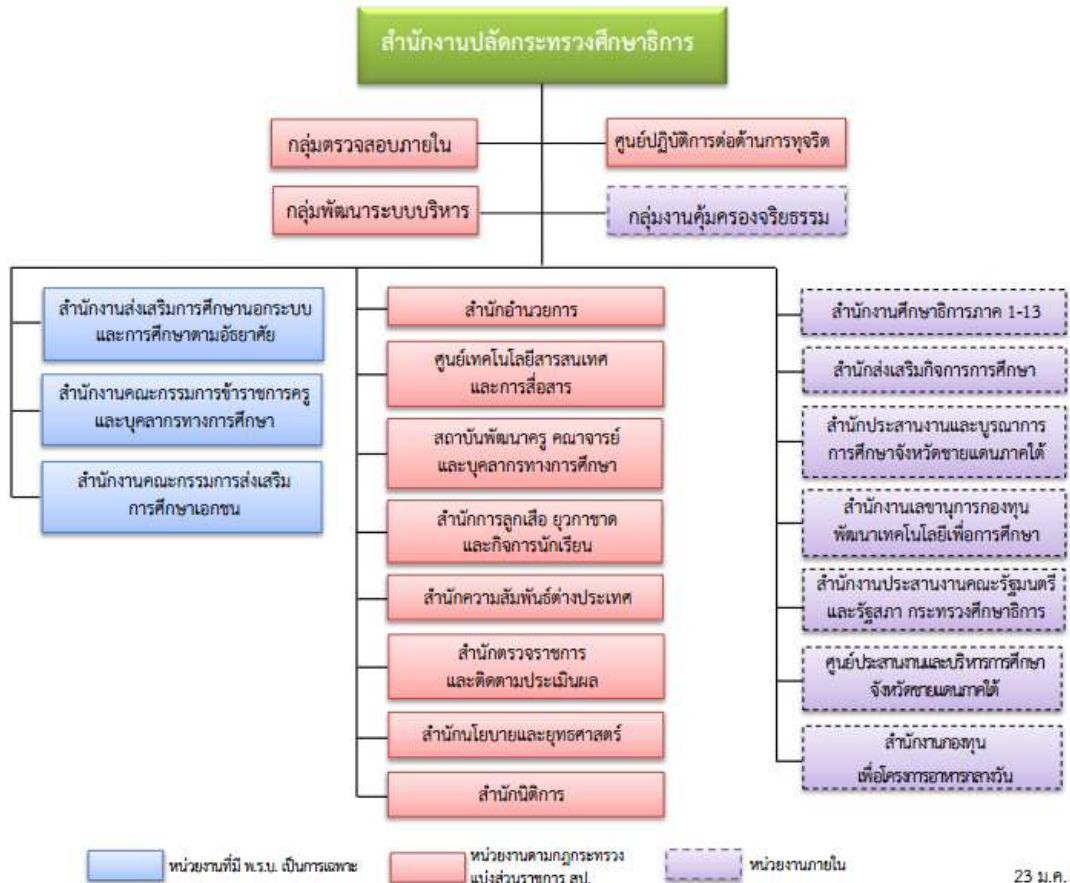 สำนักงานปลัดกระทรวงศึกษาธิการ
กลุ่มตรวจสอบภายใน
ศูนย์ปฏิบัติการต่อต้านการทุจริต
กลุ่มพัฒนาระบบบริหาร
กลุ่มงานคุ้มครองจริยธรรม
สำนักงานส่งเสริมการศึกษานอกระบบ
และการศึกษาตามอัธยาศัย
สำนักงานคณะกรรมการข้าราชการครู
และบุคลากรทางการศึกษา
สำนักงานคณะกรรมการส่งเสริม
การศึกษาเอกชน
สำนักอำนวยการ
ศูนย์เทคโนโลยีสารสนเทศ
และการสื่อสาร
สถาบันพัฒนาครู คณาจารย์
และบุคลากรทางการศึกษา
สำนักการลูกเสือ ยุวกาชาด
และกิจการนักเรียน
สำนักความสัมพันธ์ต่างประเทศ
สำนักตรวจราชการ
และติดตามประเมินผล
สำนักนโยบายและยุทธศาสตร์
สำนักนิติการ
สำนักงานศึกษาธิการภาค 1-13
สำนักส่งเสริมกิจการการศึกษา
สำนักประสานงานและบูรณาการ
การศึกษาจังหวัดชายแดนภาคใต้
สำนักงานเลขานุการกองทุน
พัฒนาเทคโนโลยีเพื่อการศึกษา
สำนักงานประสานงานคณะรัฐมนตรี
และรัฐสภา กระทรวงศึกษาธิการ
ศูนย์ประสานงานและบริหารการศึกษา
จังหวัดชายแดนภาคใต้
สำนักงานกองทุน
เพื่อโครงการอาหารกลางวัน
หน่วยงานที่มี พ.ร.บ. เป็นการเฉพาะ
หน่วยงานตามกฎกระทรวง
แบ่งส่วนราชการ สป.
หน่วยงานภายใน
23 ม.ค.